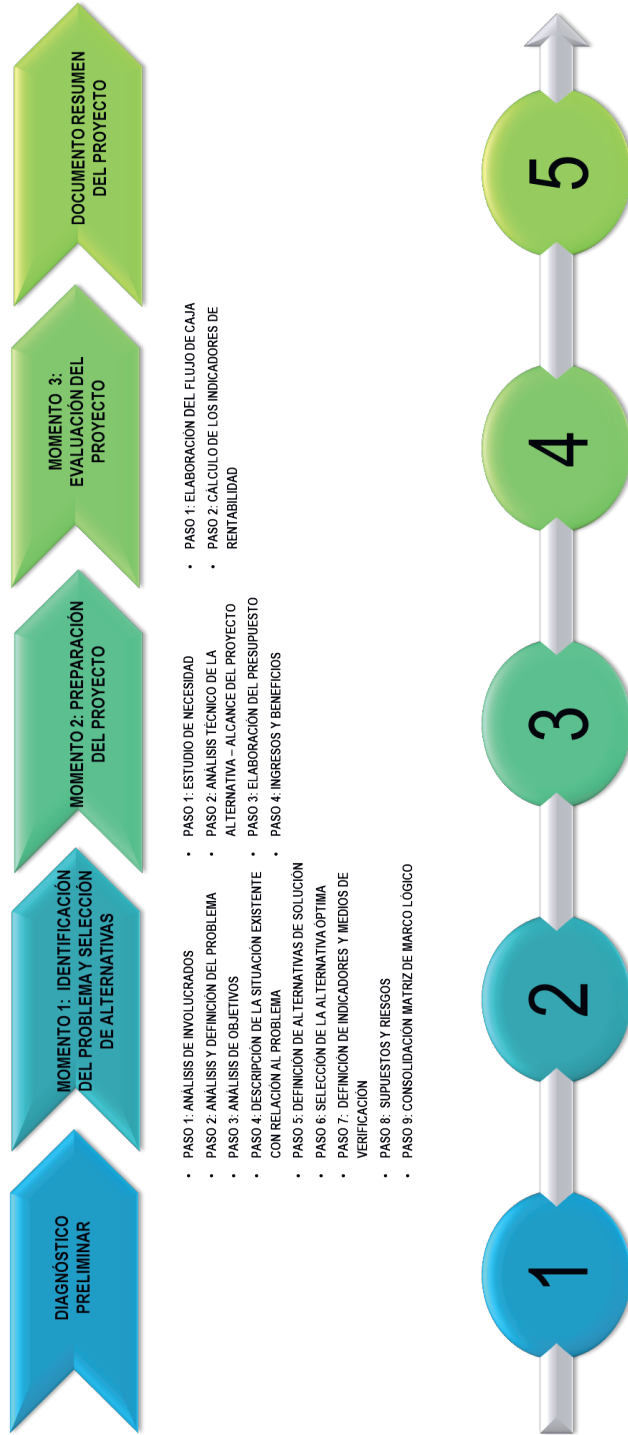 DIAGNÓSTICO
PRELIMINAR
MOMENTO 1: IDENTIFICACIÓN
DEL PROBLEMA Y SELECCIÓN
DE ALTERNATIVAS
MOMENTO 2: PREPARACIÓN
DEL PROYECTO
MOMENTO 3:
EVALUACIÓN DEL
PROYECTO
DOCUMENTO RESUMEN
DEL PROYECTO
• PASO 1: ANÁLISIS DE INVOLUCRADOS
• PASO 2: ANÁLISIS Y DEFINICIÓN DEL PROBLEMA
• PASO 3: ANÁLISIS DE OBJETIVOS
• PASO 4: DESCRIPCIÓN DE LA SITUACIÓN EXISTENTE
CON RELACIÓN AL PROBLEMA
• PASO 5: DEFINICIÓN DE ALTERNATIVAS DE SOLUCIÓN
• PASO 6: SELECCIÓN DE LA ALTERNATIVA OPTIMA
• PASO 7: DEFINICIÓN DE INDICADORES Y MEDIOS DE
VERIFICACIÓN
• PASO 8: SUPUESTOS Y RIESGOS
• PASO 9: CONSOLIDACIÓN MATRIZ DE MARCO LÓGICO
• PASO 1: ESTUDIO DE NECESIDAD
• PASO 2: ANÁLISIS TÉCNICO DE LA
ALTERNATIVA – ALCANCE DEL PROYECTO
• PASO 3: ELABORACIÓN DEL PRESUPUESTO
• PASO 4: INGRESOS Y BENEFICIOS
• PASO 1: ELABORACIÓN DEL FLUJO DE CAJA
• PASO 2: CÁLCULO DE LOS INDICADORES DE
RENTABILIDAD
1
2
3
4
5